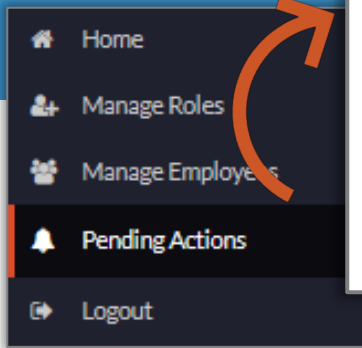 Home
Manage Roles
Manage Employees
Pending Actions
Logout